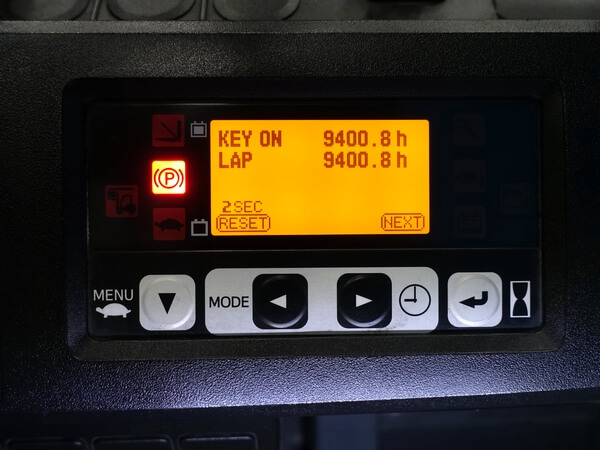 KEY ON 9400.8 h
LAP 9400.8 h
2 SEC
RESET NEXT
P
MENU
MODE